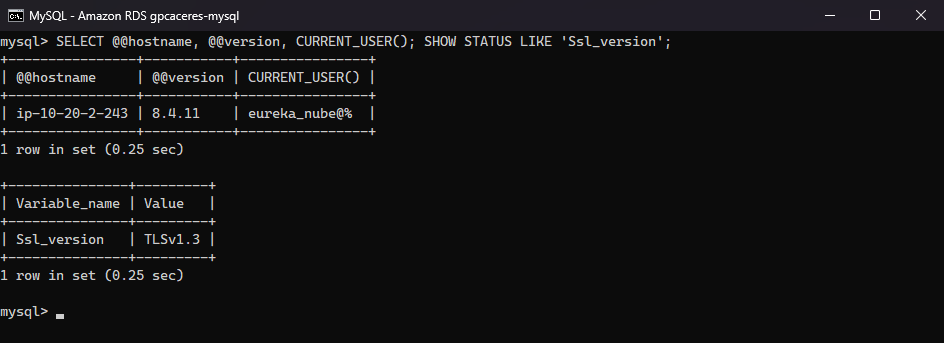 MySQL - Amazon RDS gpcaceres-mysql
mysql> SELECT @@hostname, @@version, CURRENT_USER(); SHOW STATUS LIKE 'Ssl_version';
+---------------+-----------+----------------+
| @@hostname     | @@version | CURRENT_USER() |
+---------------+-----------+----------------+
| ip-10-20-2-243 | 8.4.11    | eureka_nube@%  |
+---------------+-----------+----------------+
1 row in set (0.25 sec)

+---------------+---------+
| Variable_name | Value   |
+---------------+---------+
| Ssl_version   | TLSv1.3 |
+---------------+---------+
1 row in set (0.25 sec)

mysql>